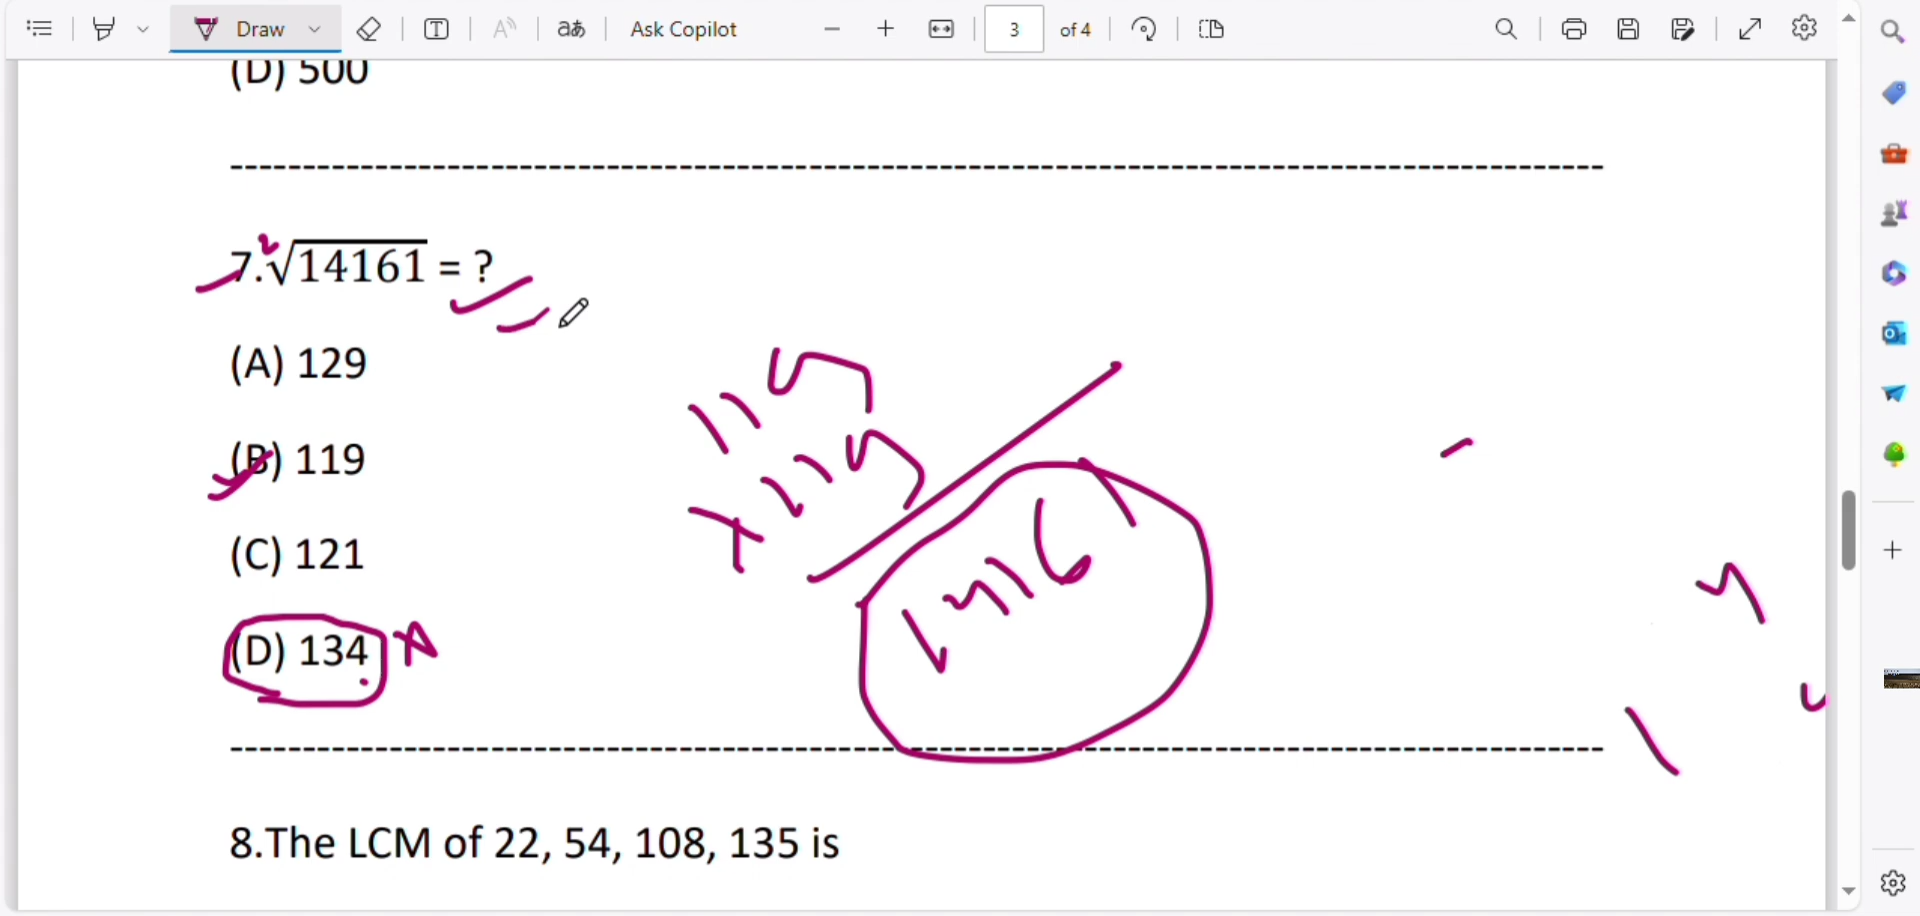 Draw
Ask Copilot
3 of 4
(D) 500
7.√14161 = ?
(A) 129
(B) 119
(C) 121
(D) 134
8.The LCM of 22, 54, 108, 135 is